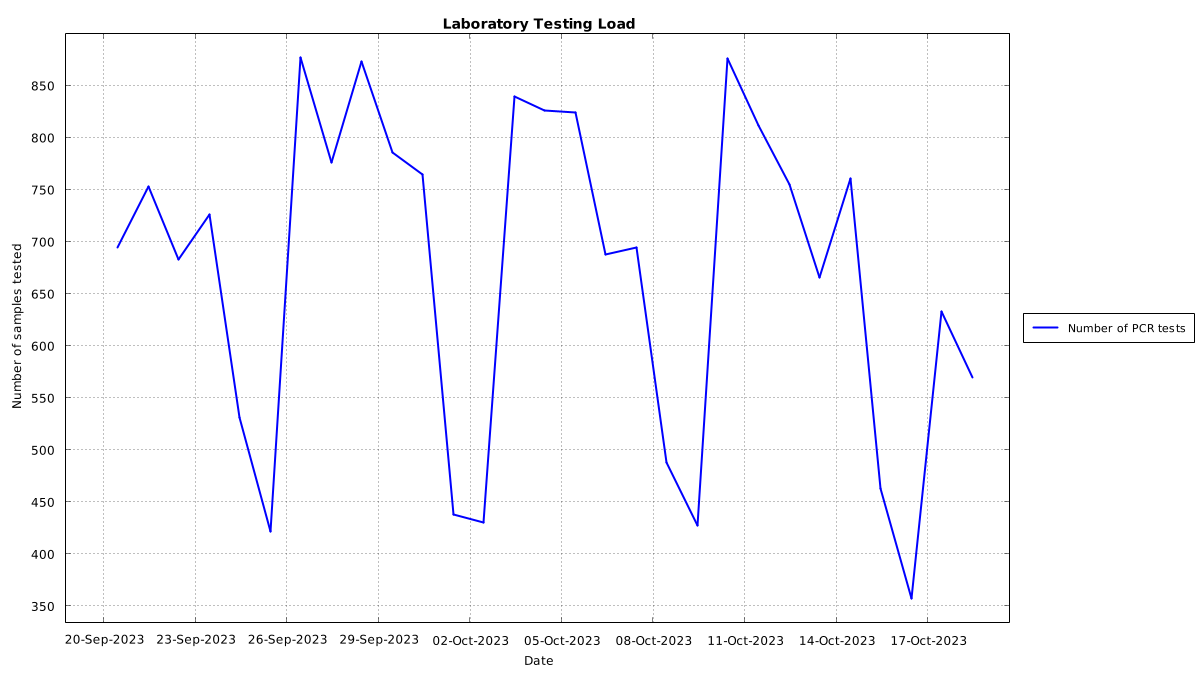 Laboratory Testing Load
Number of samples tested
850
800
750
700
650
600
550
500
450
400
350
20-Sep-2023 23-Sep-2023 26-Sep-2023 29-Sep-2023 02-Oct-2023 05-Oct-2023 08-Oct-2023 11-Oct-2023 14-Oct-2023 17-Oct-2023
Date
Number of PCR tests